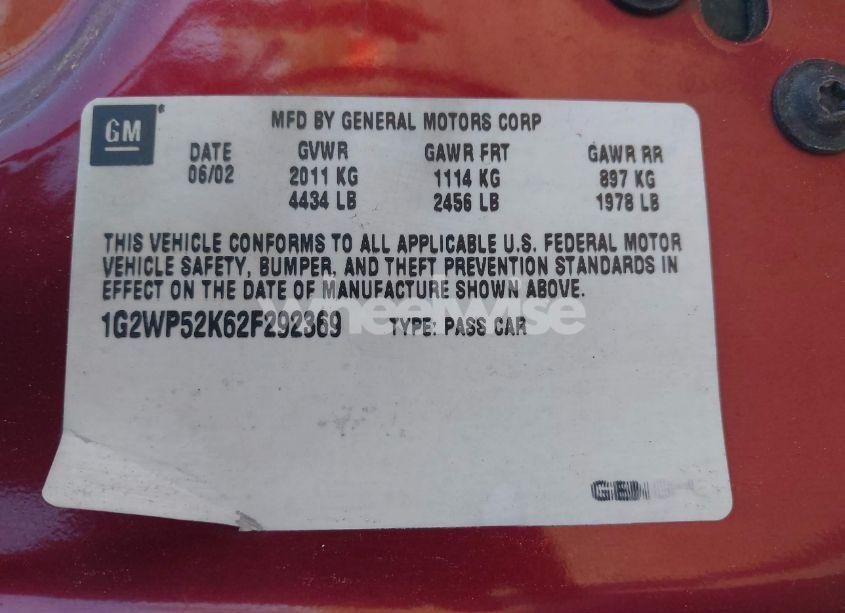 GM
MFD BY GENERAL MOTORS CORP
DATE GVWR GAWR FRT GAWR RR
06/02 2011 KG 1114 KG 897 KG
4434 LB 2456 LB 1978 LB
THIS VEHICLE CONFORMS TO ALL APPLICABLE U.S. FEDERAL MOTOR
VEHICLE SAFETY, BUMPER, AND THEFT PREVENTION STANDARDS IN
EFFECT ON THE DATE OF MANUFACTURE SHOWN ABOVE.
WheelWise
1G2WP52K62F292369 TYPE: PASS CAR